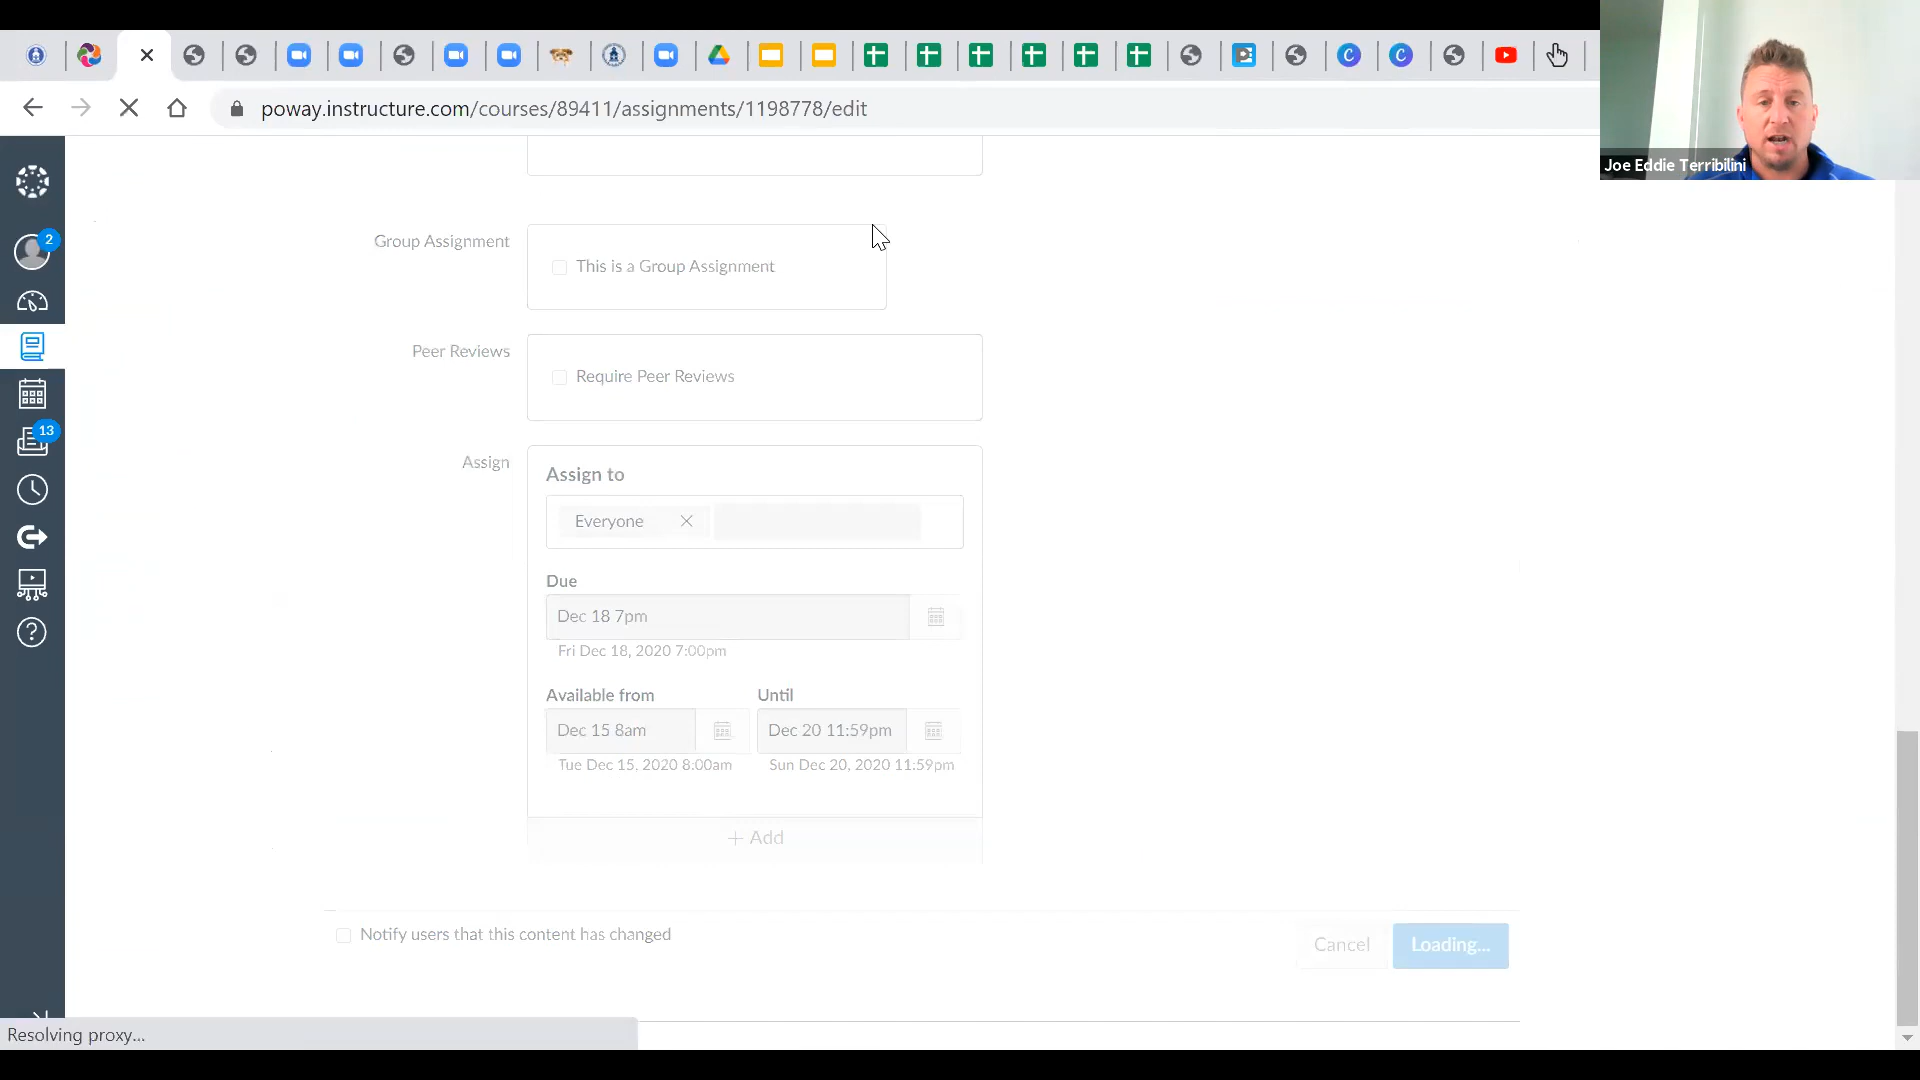 poway.instructure.com/courses/89411/assignments/1198778/edit
Joe Eddie Terribilini
2
13
Group Assignment
This is a Group Assignment
Peer Reviews
Require Peer Reviews
Assign
Assign to
Everyone
Due
Dec 18 7pm
Fri Dec 18, 2020 7:00pm
Available from
Until
Dec 15 8am
Dec 20 11:59pm
Tue Dec 15, 2020 8:00am
Sun Dec 20, 2020 11:59pm
+ Add
Notify users that this content has changed
Cancel
Loading...
Resolving proxy...